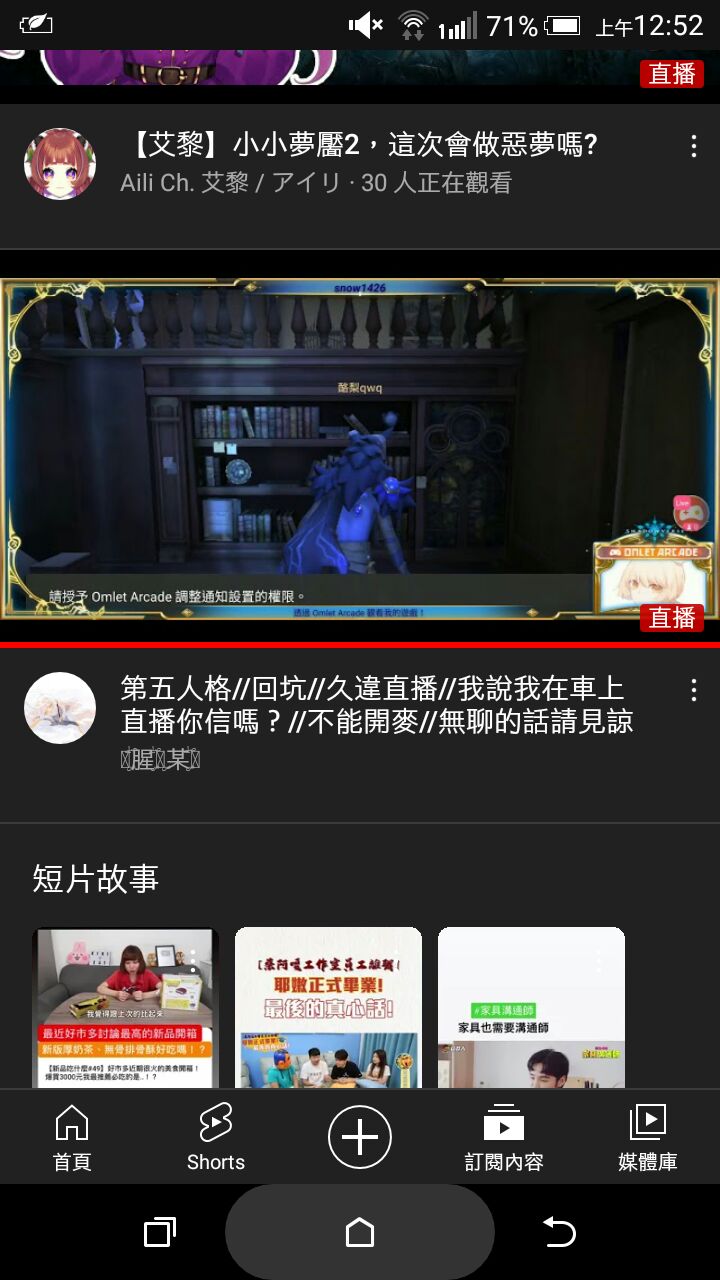 71%
上午12:52
直播
【艾黎】小小夢魘2，這次會做惡夢嗎?
Aili Ch. 艾黎 / アイリ · 30 人正在觀看
snow1426
酪梨qwq
Live
OMLET ARCADE
請授予 Omlet Arcade 調整通知設置的權限。
透過 Omlet Arcade 觀看我的遊戲！
直播
第五人格//回坑//久違直播//我說我在車上
直播你信嗎？//不能開麥//無聊的話請見諒
腥 某
短片故事
我覺得跟上次的比起來
最近好市多討論最高的新品開箱
新版厚奶茶、無骨排骨酥好吃嗎！？
【新品吃什麼#49】好市多近期很火的美食開箱！
爆買3000元我最推薦必吃的是..！？
【蔡阿嘎工作室員工離職】
耶嫩正式畢業!
最後的真心話!
#家具溝通師
家具也需要溝通師
首頁
Shorts
訂閱內容
媒體庫